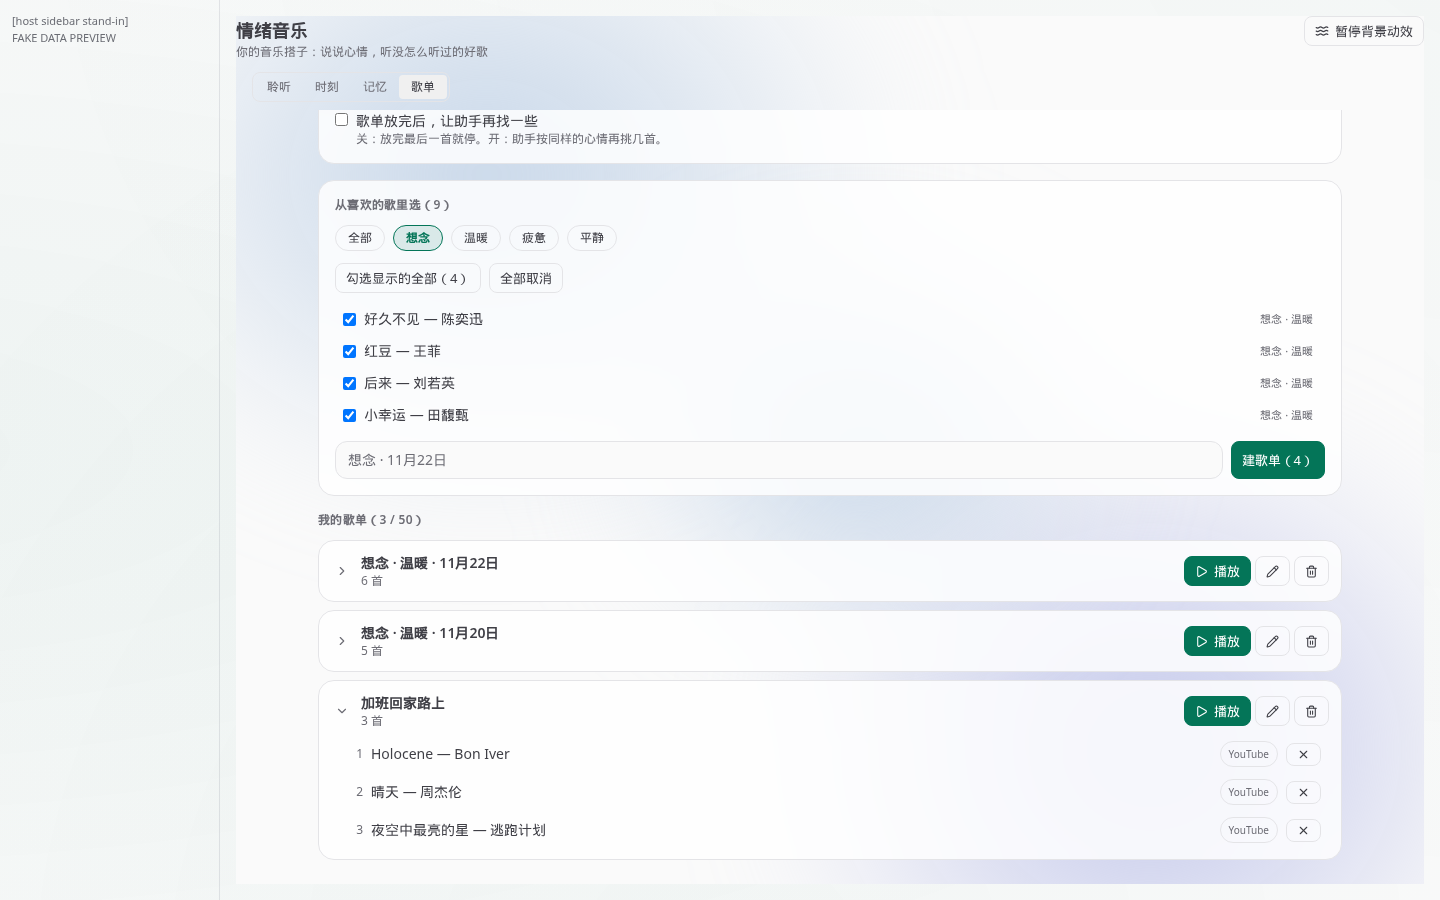 [host sidebar stand-in]
FAKE DATA PREVIEW
情绪音乐
你的音乐搭子：说说心情，听没怎么听过的好歌
暂停背景动效
聆听 时刻 记忆 歌单
歌单放完后，让助手再找一些
关：放完最后一首就停。开：助手按同样的心情再挑几首。
从喜欢的歌里选（9）
全部 想念 温暖 疲惫 平静
勾选显示的全部（4） 全部取消
好久不见 — 陈奕迅 想念 · 温暖
红豆 — 王菲 想念 · 温暖
后来 — 刘若英 想念 · 温暖
小幸运 — 田馥甄 想念 · 温暖
想念 · 11月22日 建歌单（4）
我的歌单（3 / 50）
想念 · 温暖 · 11月22日
6 首
播放
想念 · 温暖 · 11月20日
5 首
播放
加班回家路上
3 首
播放
1 Holocene — Bon Iver YouTube
2 晴天 — 周杰伦 YouTube
3 夜空中最亮的星 — 逃跑计划 YouTube